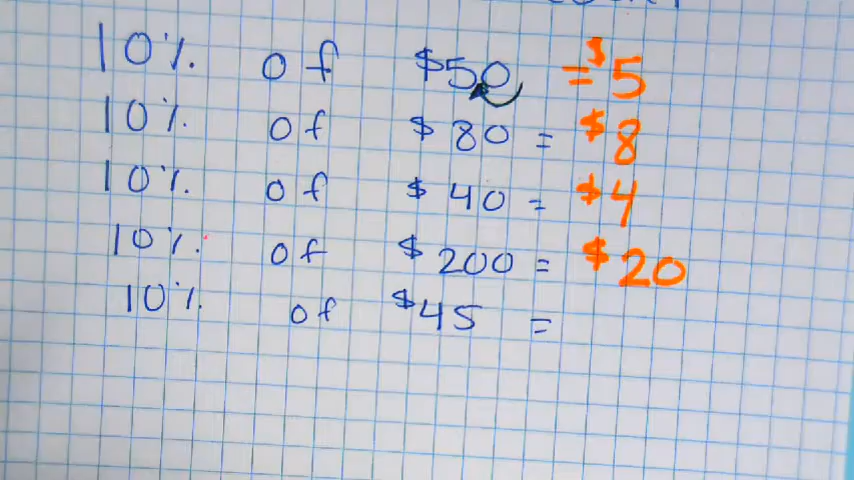 10% of $50 = $5
10% of $80 = $8
10% of $40 = $4
10% of $200 = $20
10% of $45 =